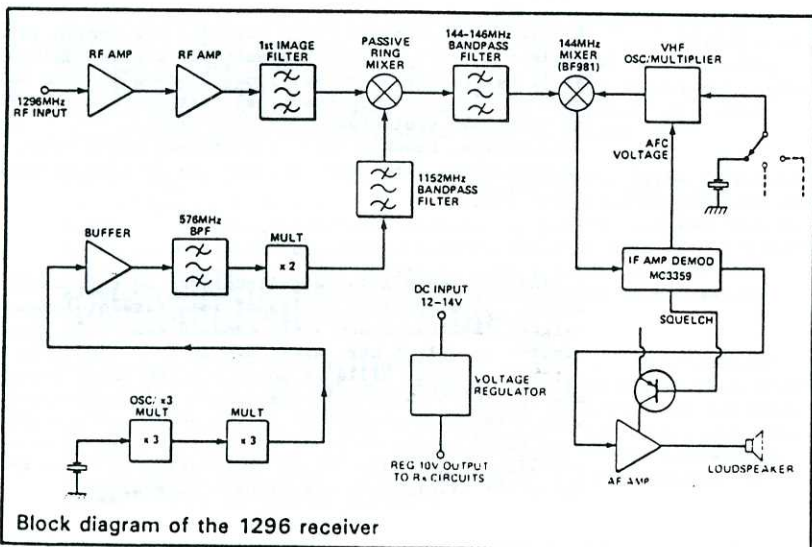 RF AMP
RF AMP
1st IMAGE
FILTER
PASSIVE
RING
MIXER
144-146MHz
BANDPASS
FILTER
144MHz
MIXER
(BF981)
VHF
OSC/MULTIPLIER
1296MHz
RF INPUT
AFC
VOLTAGE
1152MHz
BANDPASS
FILTER
BUFFER
576MHz
BPF
MULT
x 2
DC INPUT
12-14V
IF AMP DEMOD
MC3359
SQUELCH
OSC/ x3
MULT
x 3
MULT
x 3
VOLTAGE
REGULATOR
REG 10V OUTPUT
TO Rx CIRCUITS
AF AMP
LOUDSPEAKER
Block diagram of the 1296 receiver